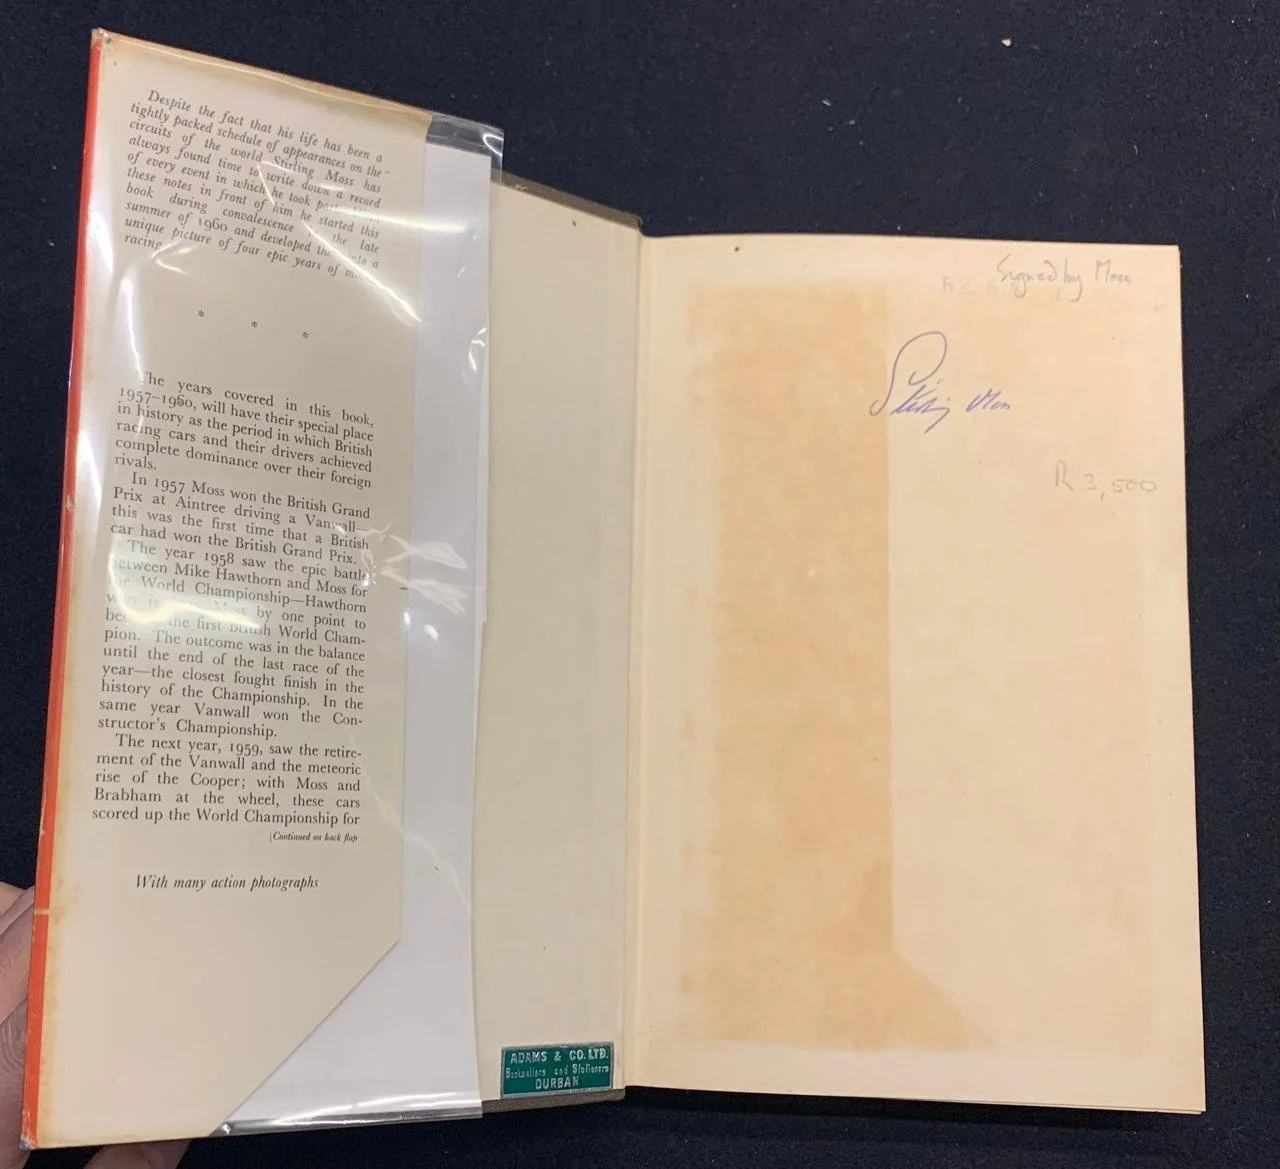 Despite the fact that his life has been a
tightly packed schedule of appearances on the
circuits of the world Stirling Moss has
always found time to write down a record
of every event in which he took
these notes in front of him he started this
book during convalescence the late
summer of 1960 and developed into a
unique picture of four epic years of
racing
* * *
The years covered in this book,
1957–1960, will have their special place
in history as the period in which British
racing cars and their drivers achieved
complete dominance over their foreign
rivals.
In 1957 Moss won the British Grand
Prix at Aintree driving a Vanwall—
this was the first time that a British
car had won the British Grand Prix.
The year 1958 saw the epic battle
between Mike Hawthorn and Moss for
the World Championship—Hawthorn
Moss by one point to
the first British World Cham-
pion. The outcome was in the balance
until the end of the last race of the
year—the closest fought finish in the
history of the Championship. In the
same year Vanwall won the Con-
structor's Championship.
The next year, 1959, saw the retire-
ment of the Vanwall and the meteoric
rise of the Cooper; with Moss and
Brabham at the wheel, these cars
scored up the World Championship for
[Continued on back flap
With many action photographs
ADAMS & CO. LTD.
Booksellers and Stationers
DURBAN
Signed by Moss
Stirling Moss
R 3,500